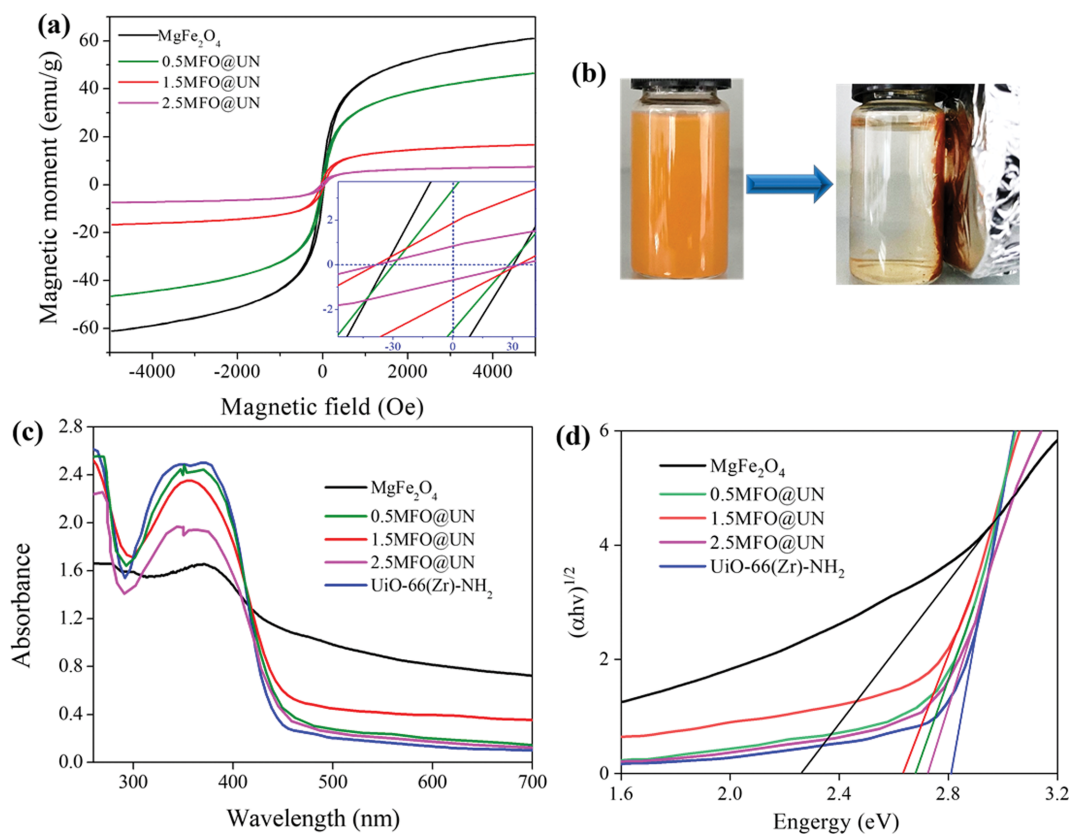 (a)
MgFe₂O₄
0.5MFO@UN
1.5MFO@UN
2.5MFO@UN
Magnetic moment (emu/g)
60
40
20
0
-20
-40
-60
2
0
-2
-30
0
30
-4000
-2000
0
2000
4000
Magnetic field (Oe)
(b)
(c)
MgFe₂O₄
0.5MFO@UN
1.5MFO@UN
2.5MFO@UN
UiO-66(Zr)-NH₂
Absorbance
2.8
2.4
2.0
1.6
1.2
0.8
0.4
0.0
300
400
500
600
700
Wavelength (nm)
(d)
MgFe₂O₄
0.5MFO@UN
1.5MFO@UN
2.5MFO@UN
UiO-66(Zr)-NH₂
(αhν)^1/2
6
4
2
0
1.6
2.0
2.4
2.8
3.2
Engergy (eV)